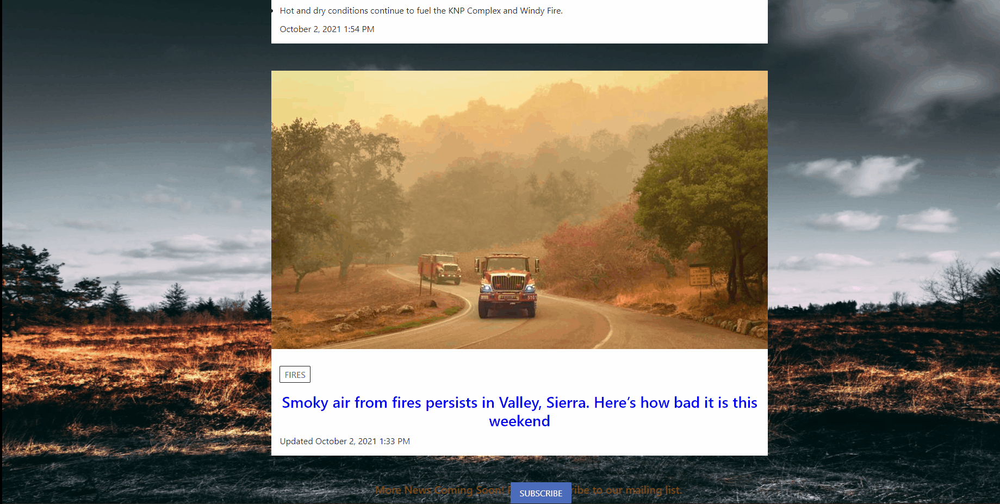 Hot and dry conditions continue to fuel the KNP Complex and Windy Fire.
October 2, 2021 1:54 PM
CHAINS
5161
FIRES
Smoky air from fires persists in Valley, Sierra. Here’s how bad it is this
weekend
Updated October 2, 2021 1:33 PM
More News Coming Soon! ribe to our mailing list.
SUBSCRIBE